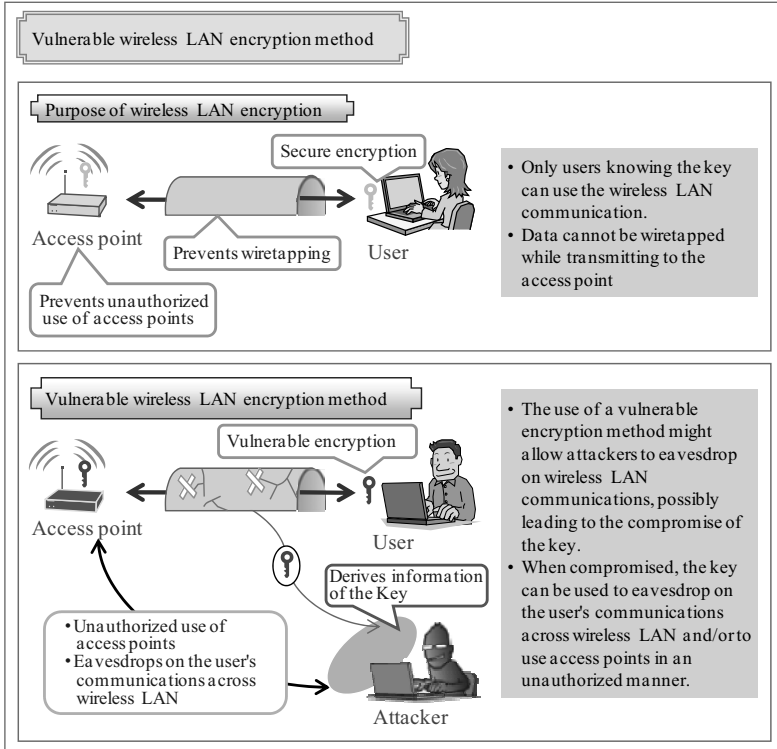 Vulnerable wireless LAN encryption method
Purpose of wireless LAN encryption
Secure encryption
Access point
Prevents wiretapping
User
Prevents unauthorized
use of access points
• Only users knowing the key
can use the wireless LAN
communication.
• Data cannot be wiretapped
while transmitting to the
access point
Vulnerable wireless LAN encryption method
Vulnerable encryption
Access point
User
Derives information
of the Key
• Unauthorized use of
access points
• Eavesdrops on the user's
communications across
wireless LAN
Attacker
• The use of a vulnerable
encryption method might
allow attackers to eavesdrop
on wireless LAN
communications, possibly
leading to the compromise of
the key.
• When compromised, the key
can be used to eavesdrop on
the user's communications
across wireless LAN and/or to
use access points in an
unauthorized manner.